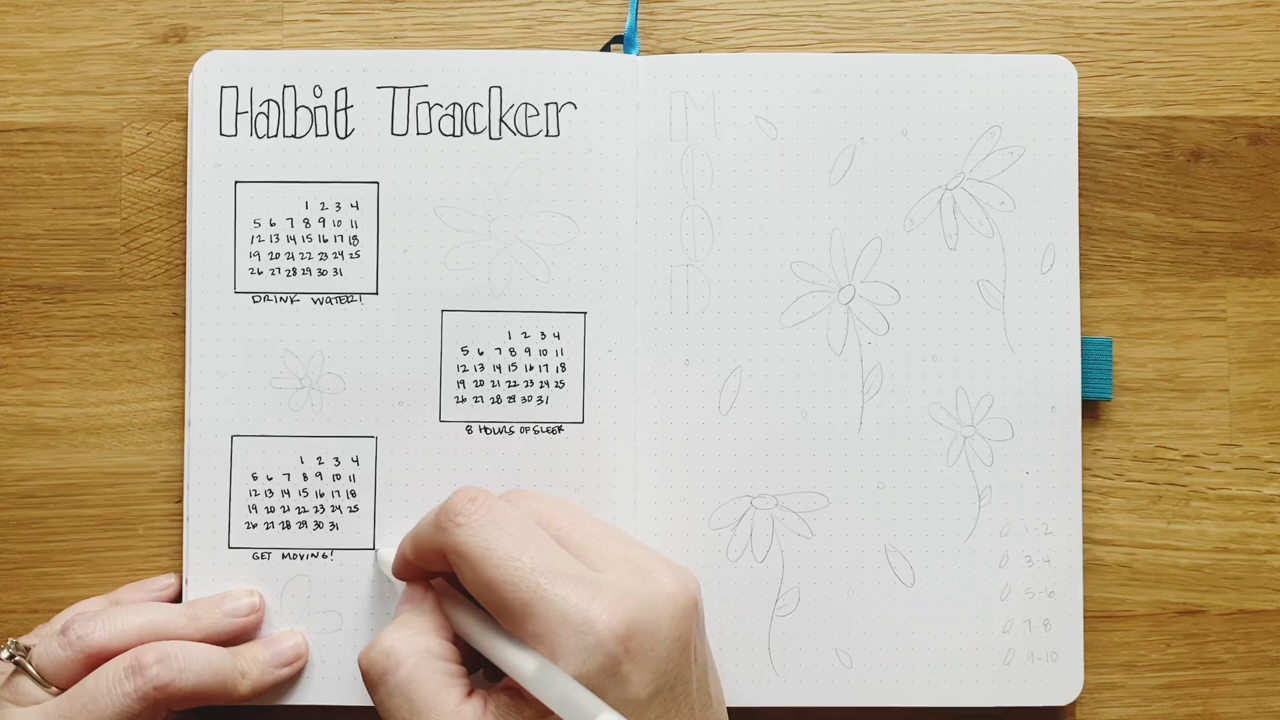 Habit Tracker
1 2 3 4
5 6 7 8 9 10 11
12 13 14 15 16 17 18
19 20 21 22 23 24 25
26 27 28 29 30 31
DRINK WATER!
1 2 3 4
5 6 7 8 9 10 11
12 13 14 15 16 17 18
19 20 21 22 23 24 25
26 27 28 29 30 31
8 HOURS OF SLEEP
1 2 3 4
5 6 7 8 9 10 11
12 13 14 15 16 17 18
19 20 21 22 23 24 25
26 27 28 29 30 31
GET MOVING!
M
O
O
D
1-2
3-4
5-6
7-8
9-10